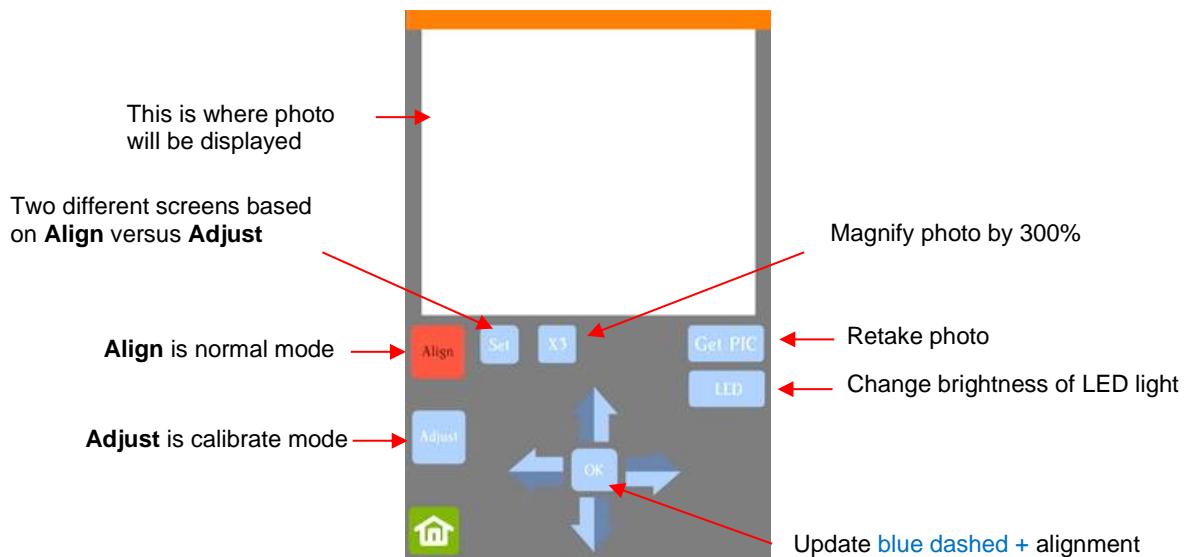 This is where photo
will be displayed
Two different screens based
on Align versus Adjust
Magnify photo by 300%
Align is normal mode
Align
Set
X3
Get PIC
Retake photo
LED
Change brightness of LED light
Adjust is calibrate mode
Adjust
OK
Update blue dashed + alignment